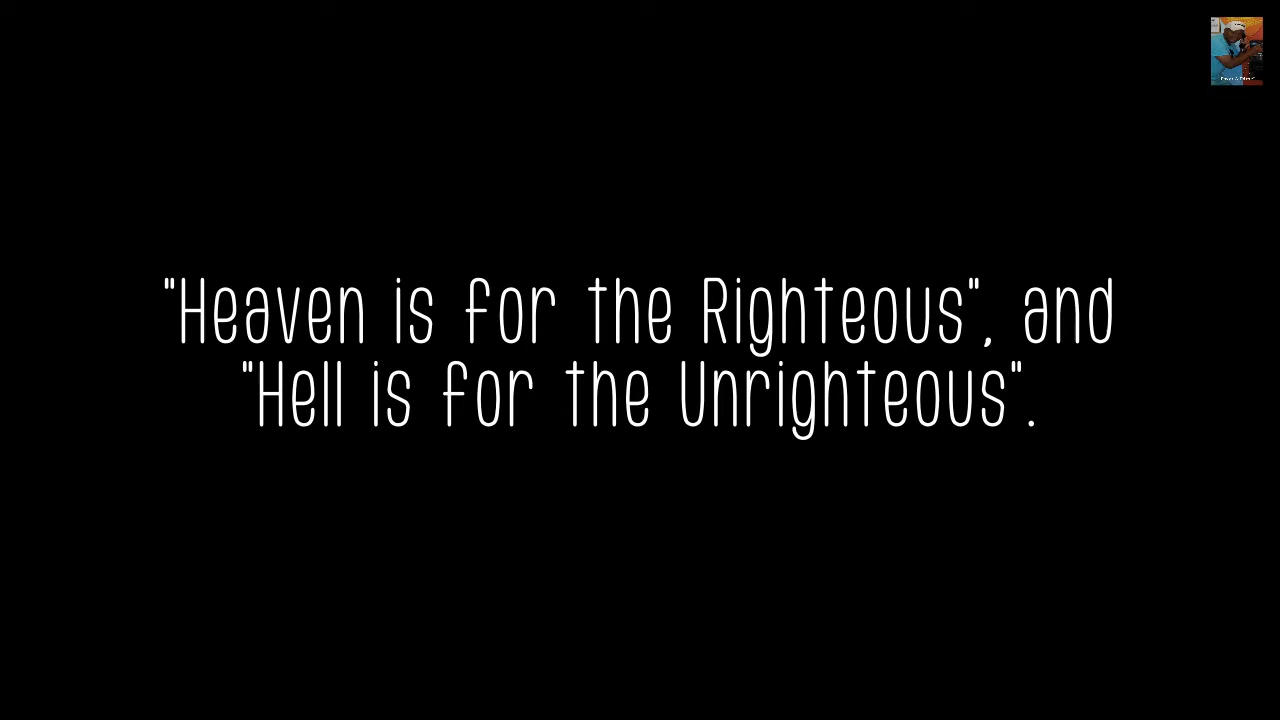 "Heaven is for the Righteous", and
"Hell is for the Unrighteous".